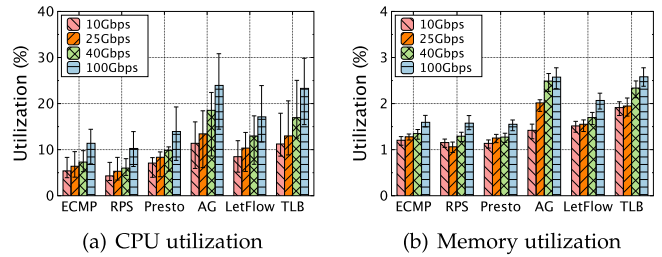 40
30
20
10
0
Utilization (%)
10Gbps
25Gbps
40Gbps
100Gbps
ECMP RPS Presto AG LetFlow TLB
(a) CPU utilization
4
3
2
1
0
Utilization (%)
10Gbps
25Gbps
40Gbps
100Gbps
ECMP RPS Presto AG LetFlow TLB
(b) Memory utilization